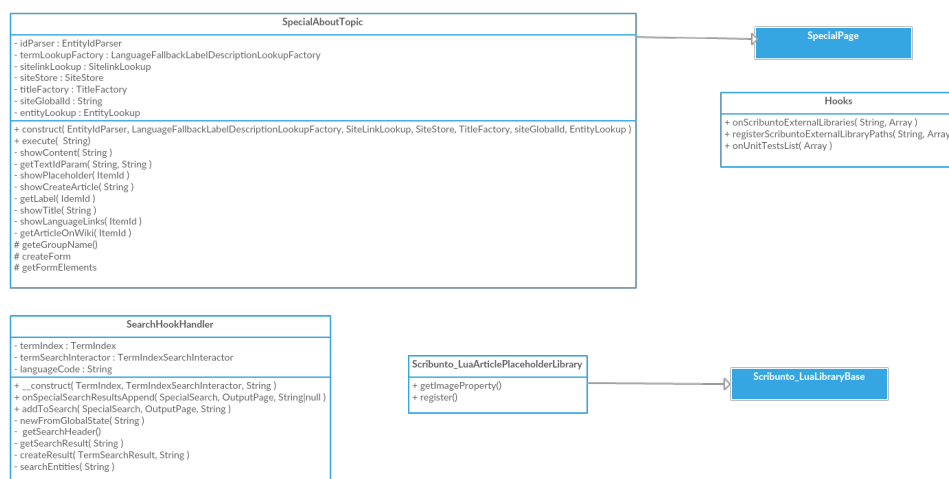 SpecialAboutTopic
- idParser : EntityIdParser
- termLookupFactory : LanguageFallbackLabelDescriptionLookupFactory
- sitelinkLookup : SitelinkLookup
- siteStore : SiteStore
- titleFactory : TitleFactory
- siteGlobalId : String
- entityLookup : EntityLookup
+ construct( EntityIdParser, LanguageFallbackLabelDescriptionLookupFactory, SiteLinkLookup, SiteStore, TitleFactory, siteGlobalId, EntityLookup )
+ execute( String)
- showContent( String )
- getTextIdParam( String, String )
- showPlaceholder( ItemId )
- showCreateArticle( String )
- getLabel( IdemId )
- showTitle( String )
- showLanguageLinks( ItemId )
- getArticleOnWiki( ItemId )
# geteGroupName()
# createForm
# getFormElements
SpecialPage
Hooks
+ onScribuntoExternalLibraries( String, Array )
+ registerScribuntoExternalLibraryPaths( String, Array
+ onUnitTestsList( Array )
SearchHookHandler
- termIndex : TermIndex
- termSearchInteractor : TermIndexSearchInteractor
- languageCode : String
+ __construct( TermIndex, TermIndexSearchInteractor, String )
+ onSpecialSearchResultsAppend( SpecialSearch, OutputPage, String|null )
+ addToSearch( SpecialSearch, OutputPage, String )
- newFromGlobalState( String )
- getSearchHeader()
- getSearchResult( String )
- createResult( TermSearchResult, String )
- searchEntities( String )
Scribunto_LuaArticlePlaceholderLibrary
+ getImageProperty()
+ register()
Scribunto_LuaLibraryBase